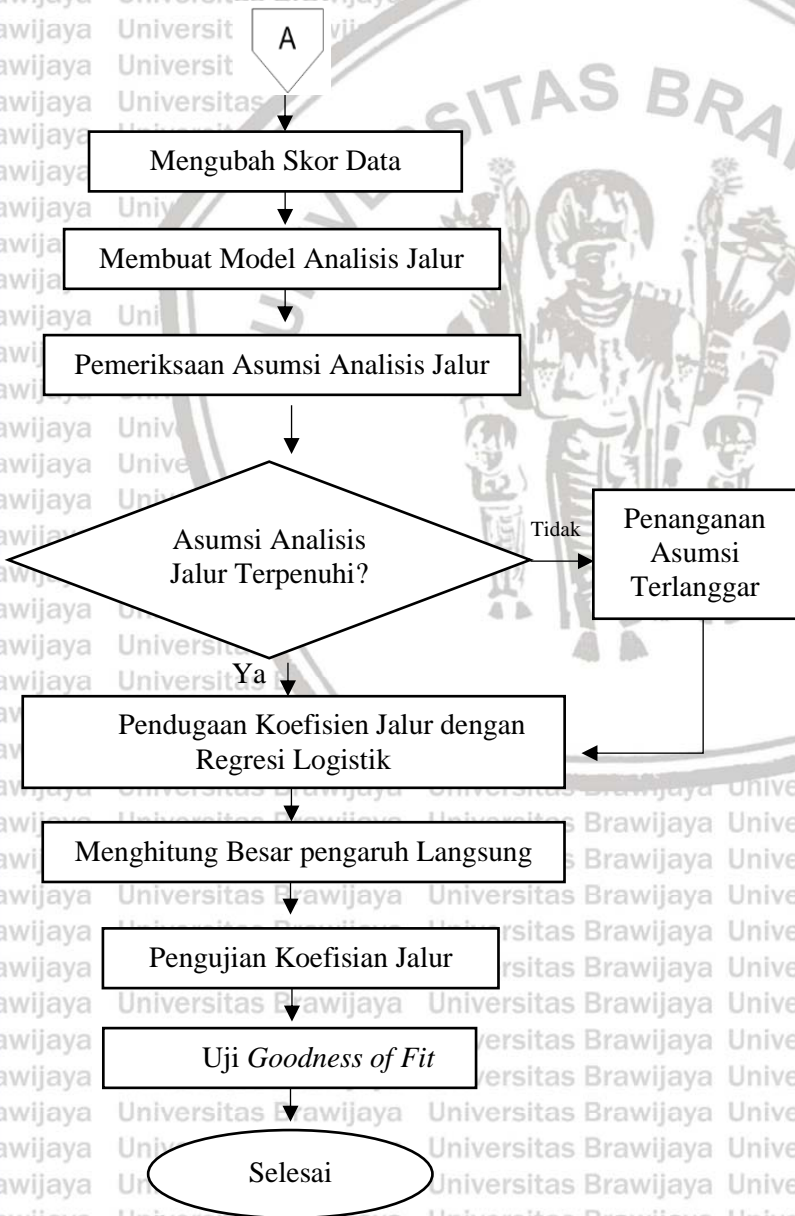 A
Mengubah Skor Data
Membuat Model Analisis Jalur
Pemeriksaan Asumsi Analisis Jalur
Asumsi Analisis
Jalur Terpenuhi?
Tidak
Penanganan
Asumsi
Terlanggar
Ya
Pendugaan Koefisien Jalur dengan
Regresi Logistik
Menghitung Besar pengaruh Langsung
Pengujian Koefisian Jalur
Uji Goodness of Fit
Selesai